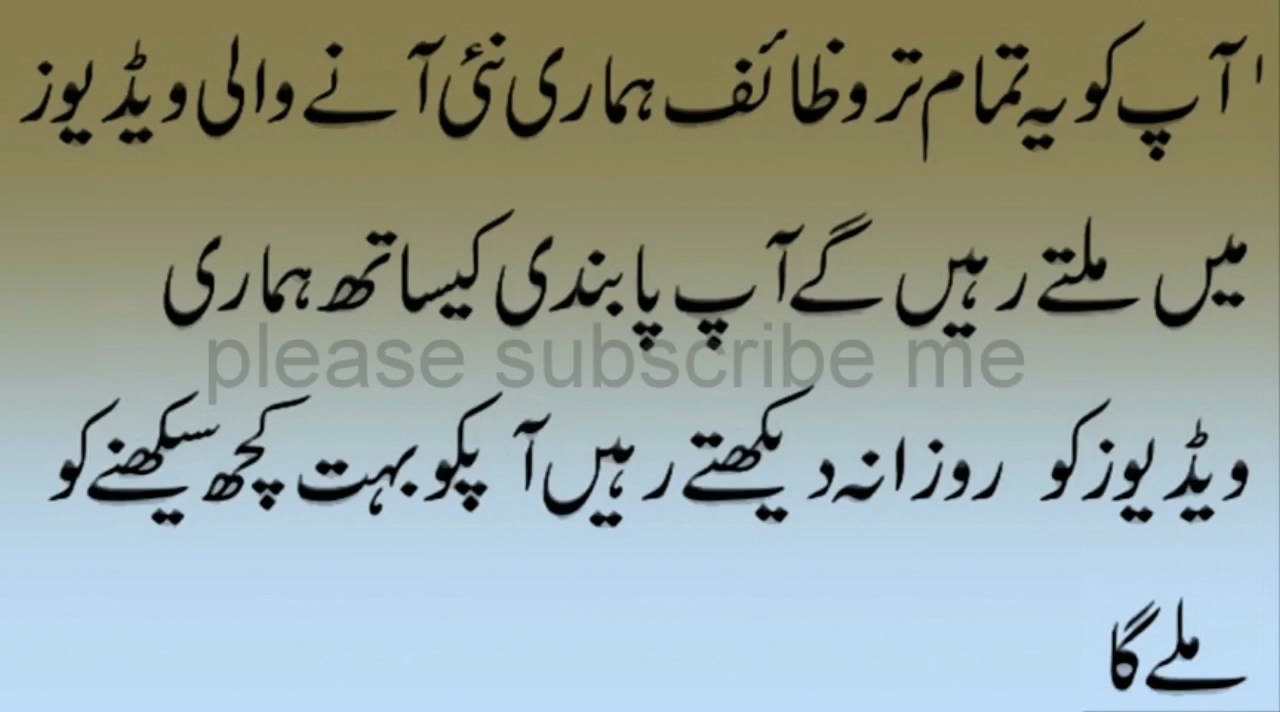 'آپ کو یہ تمام تر وظائف ہماری نئی آنے والی ویڈیوز
میں ملتے رہیں گے آپ پابندی کیساتھ ہماری
please subscribe me
ویڈیوز کو روزانہ دیکھتے رہیں آپکو بہت کچھ سیکھنے کو
ملے گا